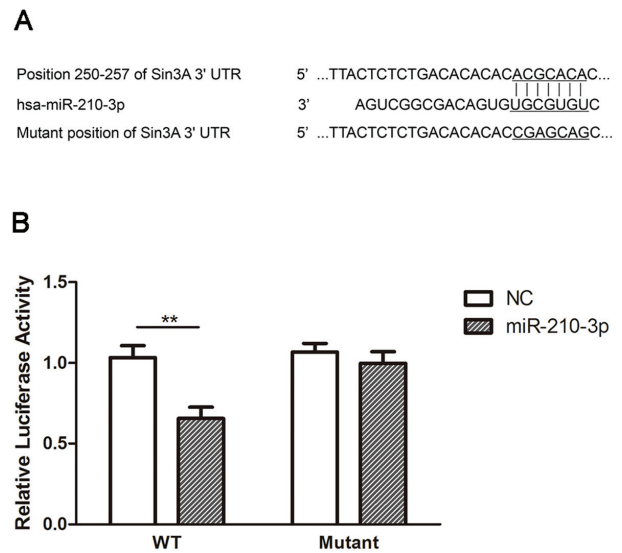 A
Position 250-257 of Sin3A 3' UTR 5' ...TTACTCTCTGACACACACACGCACAC...
hsa-miR-210-3p 3' AGUCGGCGACAGUGUGCGUGUC
Mutant position of Sin3A 3' UTR 5' ...TTACTCTCTGACACACACCGAGCAGC...
B
Relative Luciferase Activity
1.5
1.0
0.5
0.0
**
WT
Mutant
NC
miR-210-3p